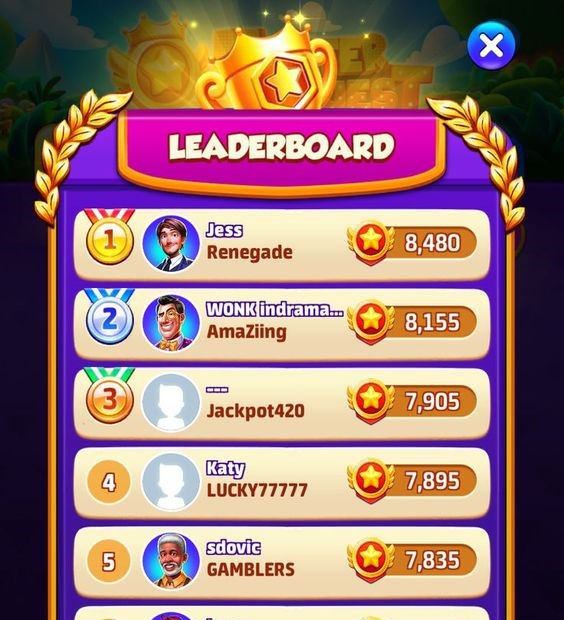 LEADERBOARD
1
Jess
Renegade
8,480
2
WONK indrama...
AmaZiing
8,155
3
---
Jackpot420
7,905
4
Katy
LUCKY77777
7,895
5
sdovic
GAMBLERS
7,835